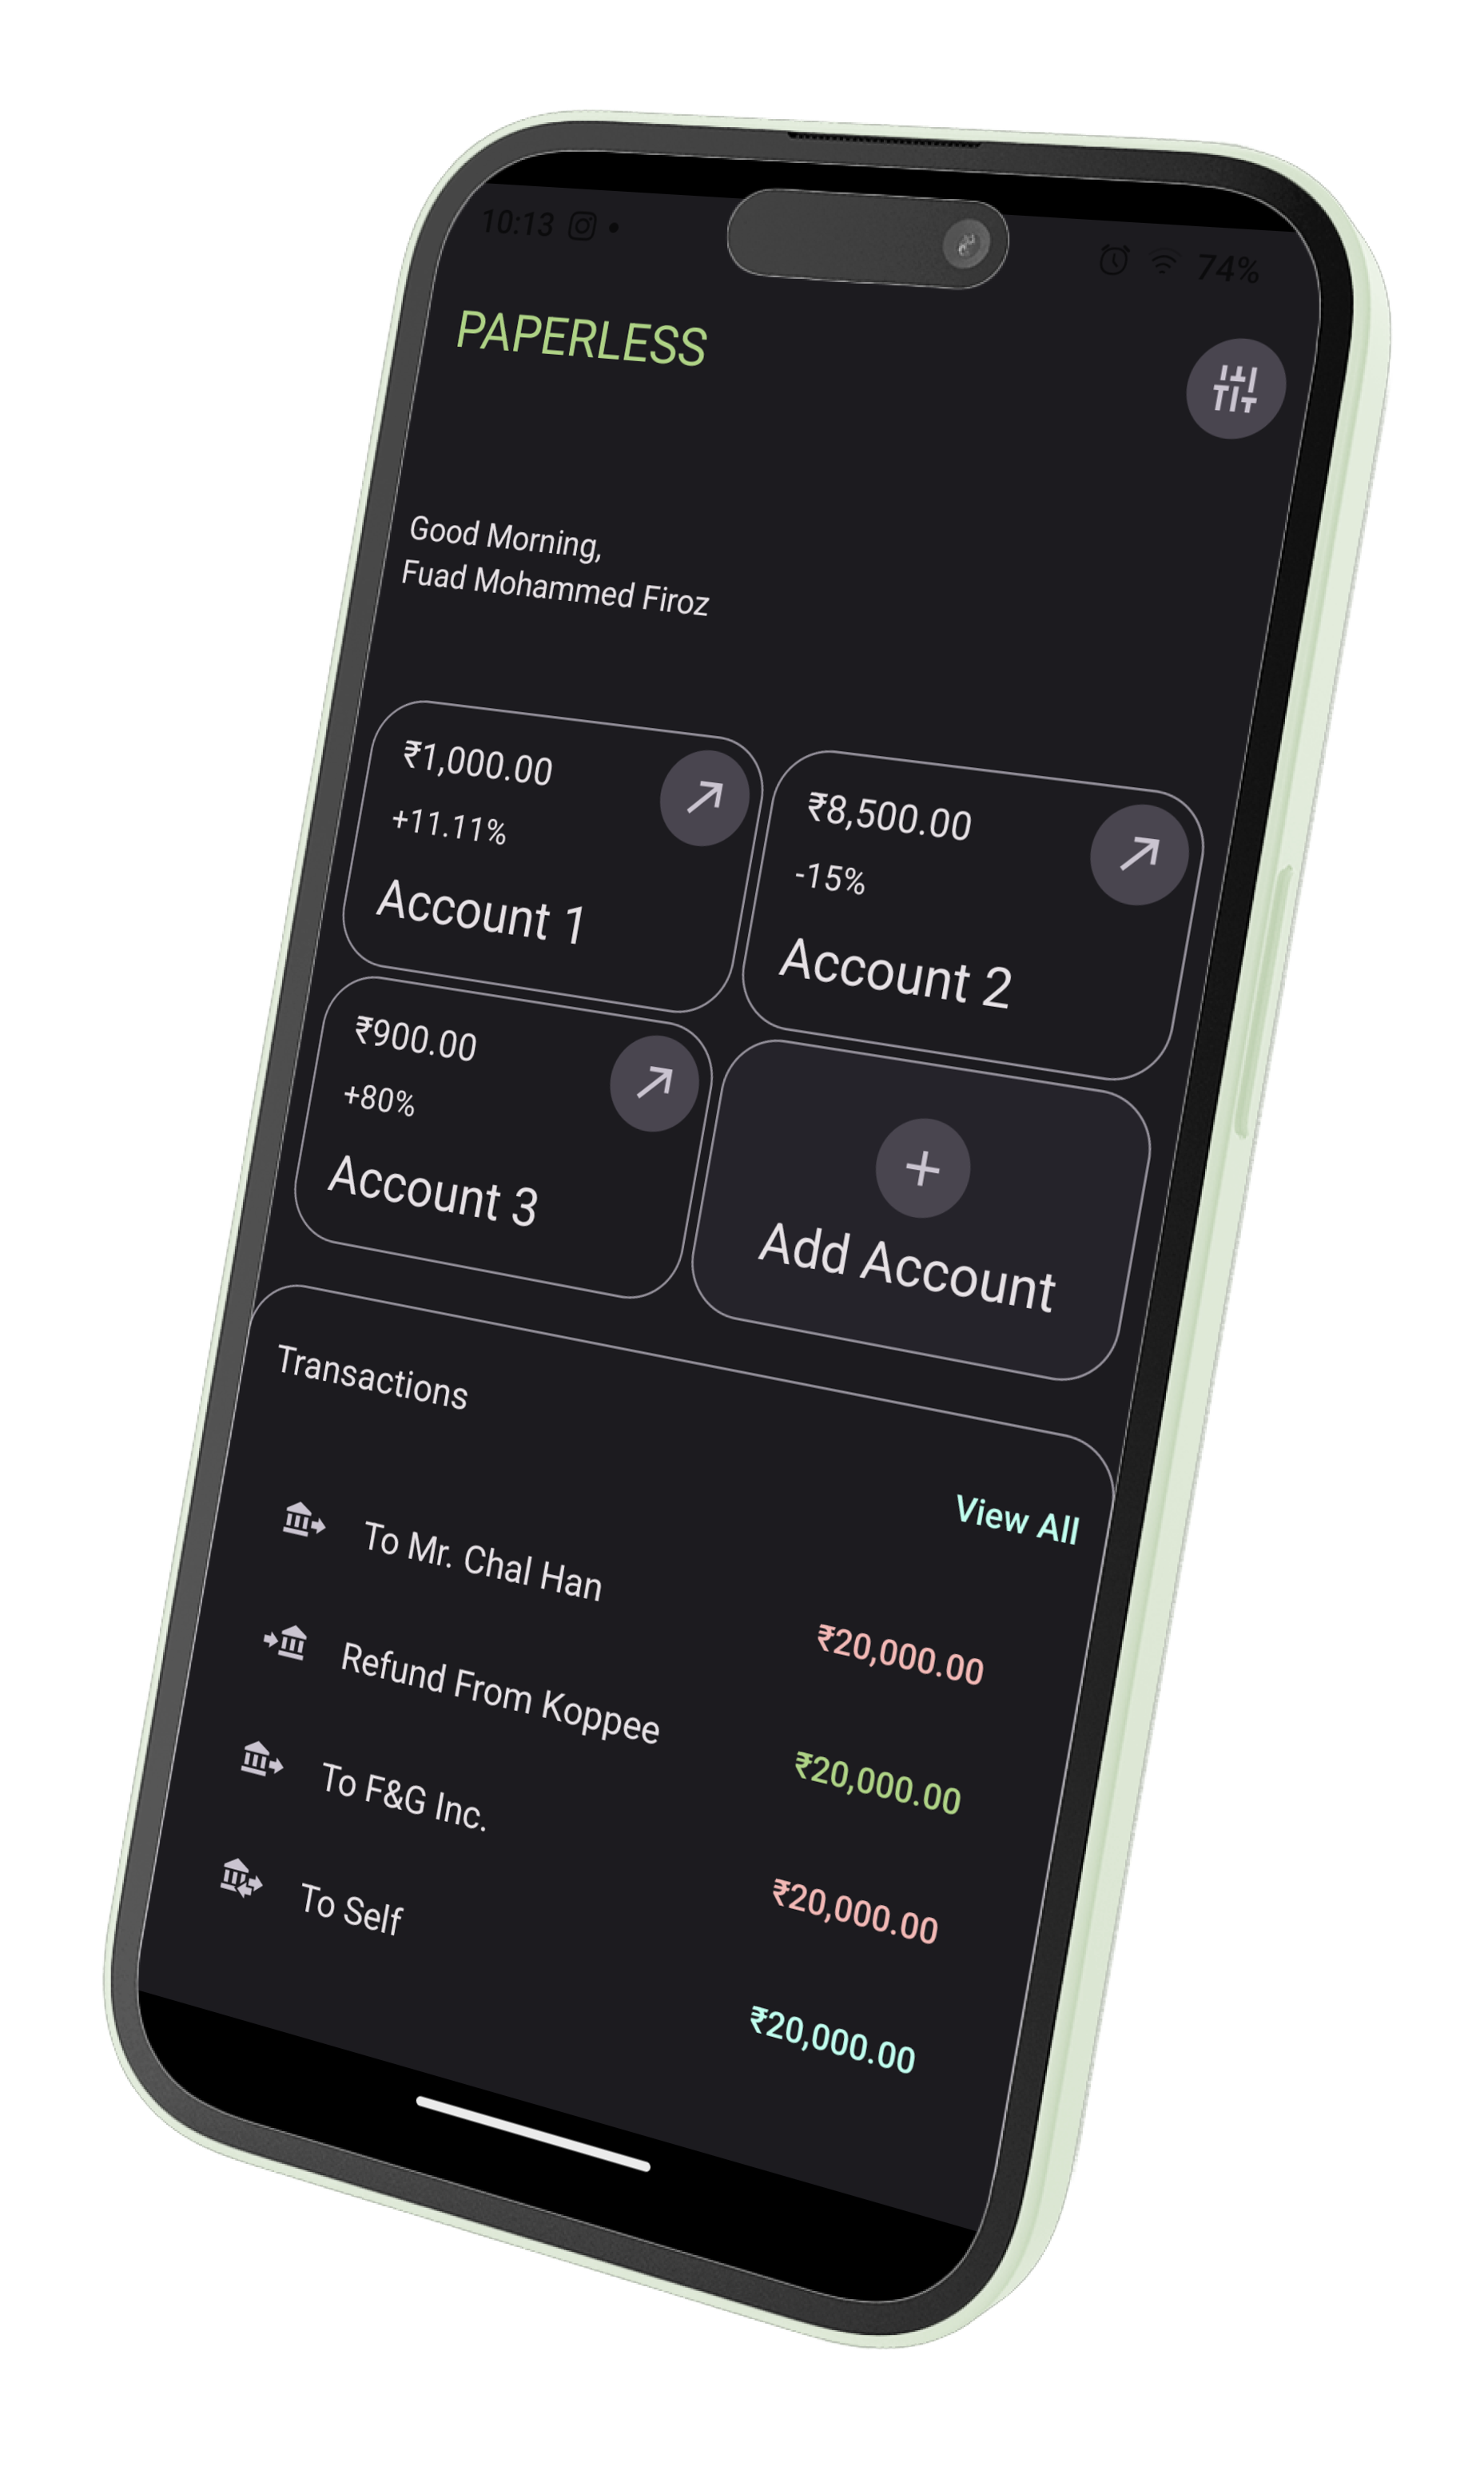 10:13
74%
PAPERLESS
Good Morning,
Fuad Mohammed Firoz
₹1,000.00
+11.11%
Account 1
₹8,500.00
-15%
Account 2
₹900.00
+80%
Account 3
Add Account
Transactions
View All
To Mr. Chal Han
₹20,000.00
Refund From Koppee
₹20,000.00
To F&G Inc.
₹20,000.00
To Self
₹20,000.00